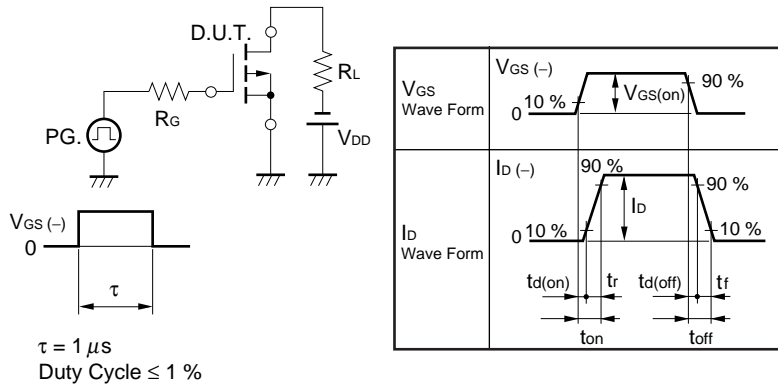 D.U.T.
RL
RG
PG.
VDD
VGS (−)
0
τ
τ = 1 μs
Duty Cycle ≤ 1 %
VGS
Wave Form
VGS (−)
0
10 %
VGS(on)
90 %
ID
Wave Form
ID (−)
0
10 %
90 %
ID
90 %
10 %
td(on)
tr
td(off)
tf
ton
toff